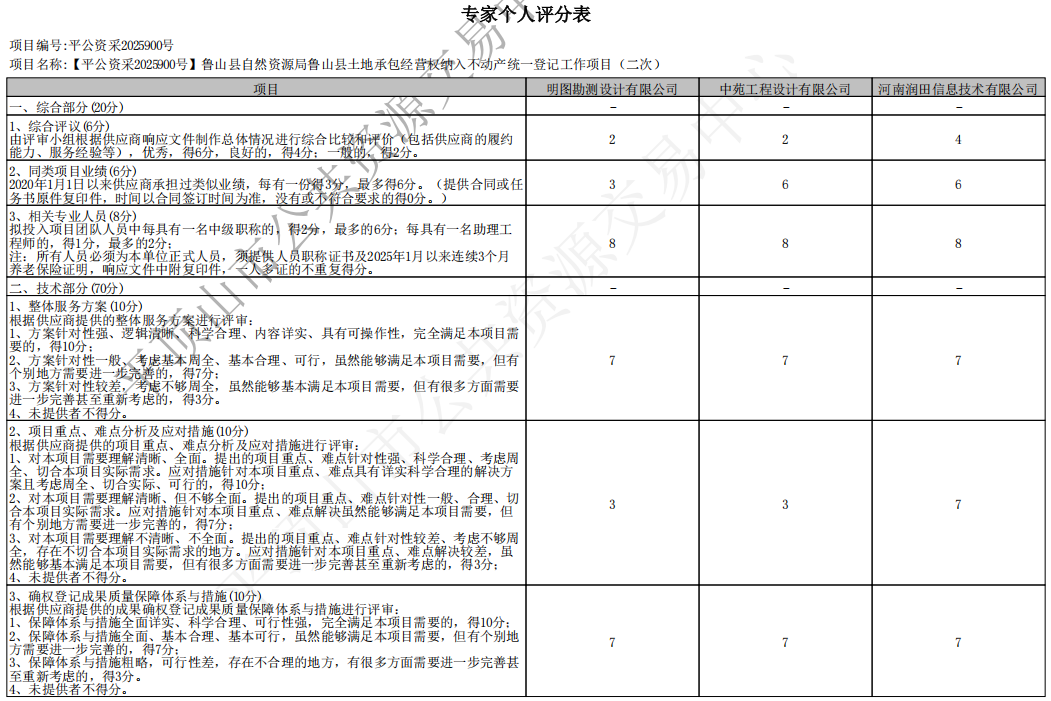 专家个人评分表
项目编号:平公资采2025900号
项目名称:【平公资采2025900号】鲁山县自然资源局鲁山县土地承包经营权纳入不动产统一登记工作项目（二次）
项目 明图勘测设计有限公司 中苑工程设计有限公司 河南润田信息技术有限公司
一、综合部分(20分) － － －
1、综合评议(6分)
由评审小组根据供应商响应文件制作总体情况进行综合比较和评价（包括供应商的履约
能力、服务经验等），优秀，得6分，良好的，得4分；一般的，得2分。
2 2 4
2、同类项目业绩(6分)
2020年1月1日以来供应商承担过类似业绩，每有一份得3分，最多得6分。（提供合同或任
务书原件复印件，时间以合同签订时间为准，没有或不符合要求的得0分。）
3 6 6
3、相关专业人员(8分)
拟投入项目团队人员中每具有一名中级职称的，得2分，最多的6分；每具有一名助理工
程师的，得1分，最多的2分；
注：所有人员必须为本单位正式人员，须提供人员职称证书及2025年1月以来连续3个月
养老保险证明，响应文件中附复印件，一人多证的不重复得分。
8 8 8
二、技术部分(70分) － － －
1、整体服务方案(10分)
根据供应商提供的整体服务方案进行评审：
1、方案针对性强、逻辑清晰、科学合理、内容详实、具有可操作性，完全满足本项目需
要的，得10分；
2、方案针对性一般、考虑基本周全、基本合理、可行，虽然能够满足本项目需要，但有
个别地方需要进一步完善的，得7分；
3、方案针对性较差，考虑不够周全，虽然能够基本满足本项目需要，但有很多方面需要
进一步完善甚至重新考虑的，得3分。
4、未提供者不得分。
7 7 7
2、项目重点、难点分析及应对措施(10分)
根据供应商提供的项目重点、难点分析及应对措施进行评审：
1、对本项目需要理解清晰、全面。提出的项目重点、难点针对性强、科学合理、考虑周
全、切合本项目实际需求。应对措施针对本项目重点、难点具有详实科学合理的解决方
案且考虑周全、切合实际、可行的，得10分；
2、对本项目需要理解清晰、但不够全面。提出的项目重点、难点针对性一般、合理、切
合本项目实际需求。应对措施针对本项目重点、难点解决虽然能够满足本项目需要，但
有个别地方需要进一步完善的，得7分；
3、对本项目需要理解不清晰、不全面。提出的项目重点、难点针对性较差、考虑不够周
全，存在不切合本项目实际需求的地方。应对措施针对本项目重点、难点解决较差，虽
然能够基本满足本项目需要，但有很多方面需要进一步完善甚至重新考虑的，得3分；
4、未提供者不得分。
3 3 7
3、确权登记成果质量保障体系与措施(10分)
根据供应商提供的成果确权登记成果质量保障体系与措施进行评审：
1、保障体系与措施全面详实、科学合理、可行性强，完全满足本项目需要的，得10分；
2、保障体系与措施全面、基本合理、基本可行，虽然能够满足本项目需要，但有个别地
方需要进一步完善的，得7分；
3、保障体系与措施粗略，可行性差，存在不合理的地方，有很多方面需要进一步完善甚
至重新考虑的，得3分。
4、未提供者不得分。
7 7 7
平顶山市公共资源交易中
平顶山市公共资源交易中心